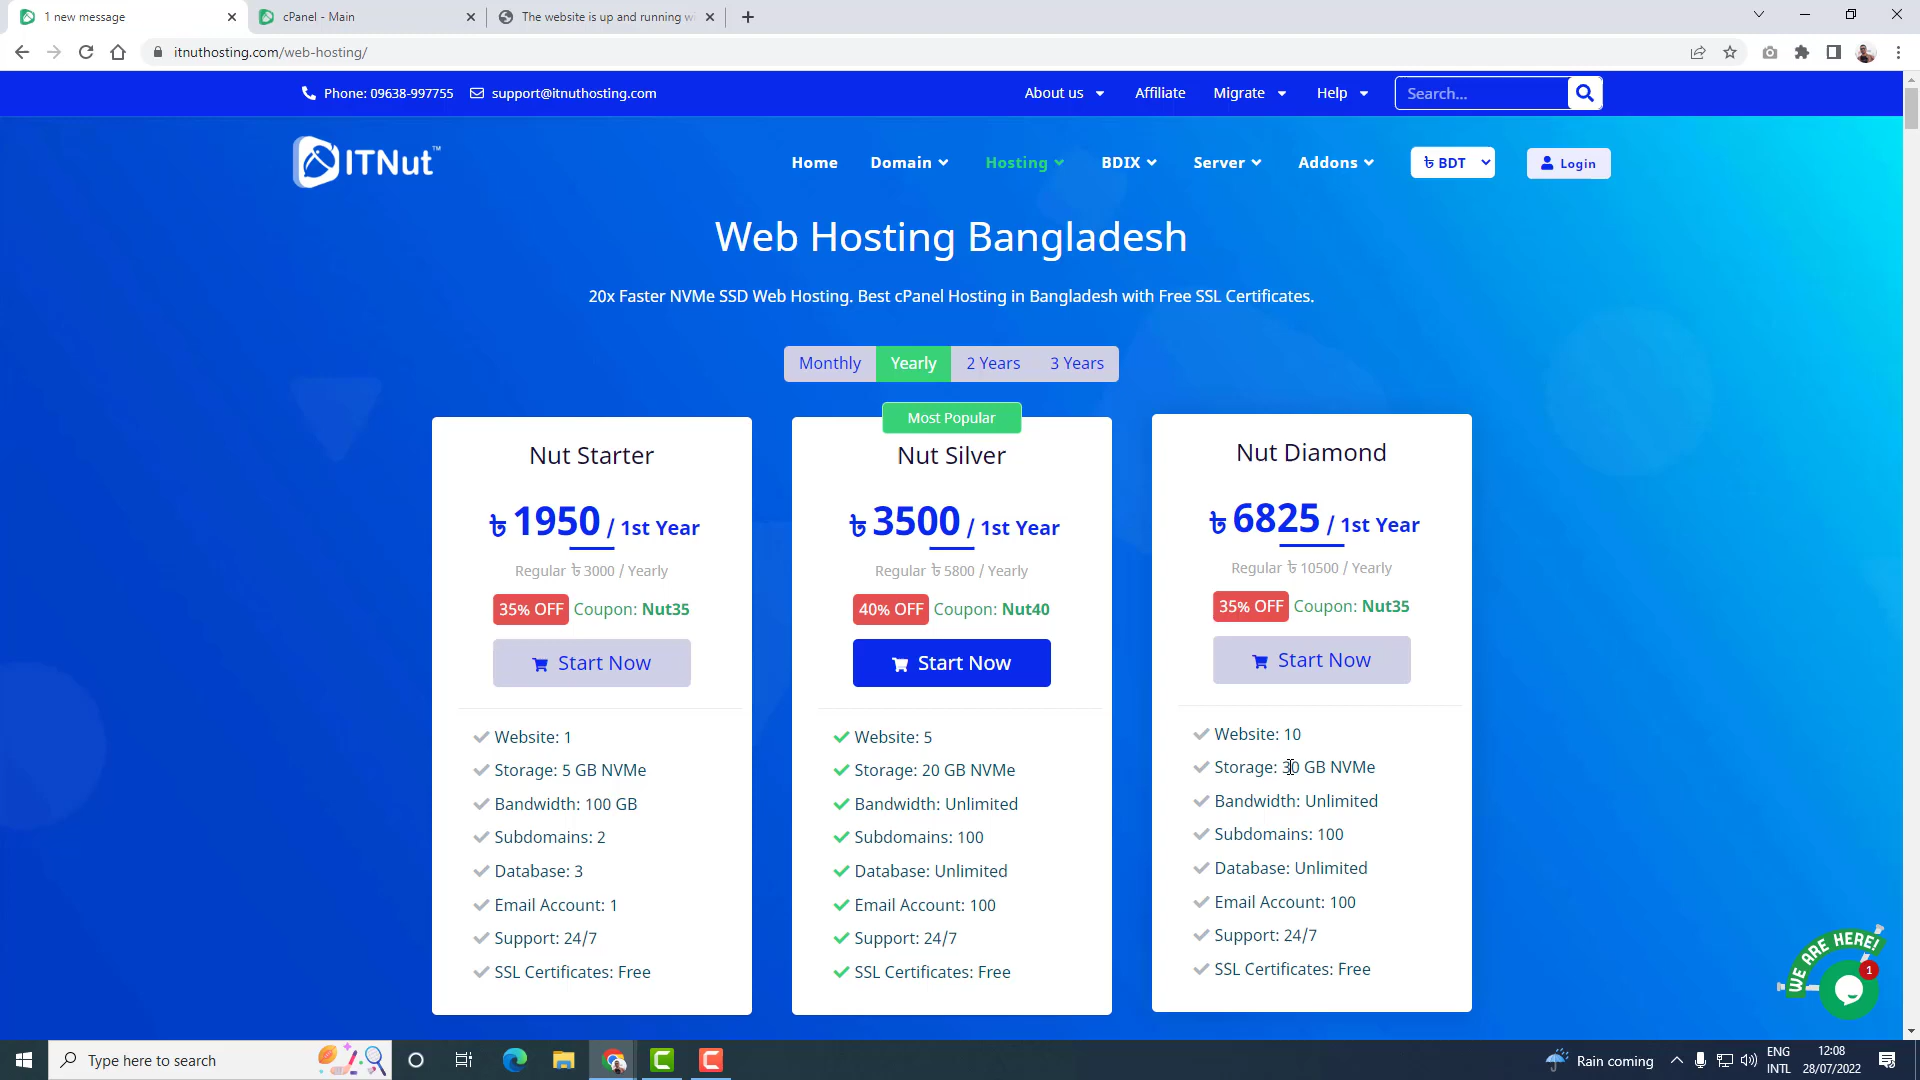 1 new message
cPanel - Main
The website is up and running wi
itnuthosting.com/web-hosting/
Phone: 09638-997755
support@itnuthosting.com
About us
Affiliate
Migrate
Help
Search...
ITNut™
Home
Domain
Hosting
BDIX
Server
Addons
৳ BDT
Login
Web Hosting Bangladesh
20x Faster NVMe SSD Web Hosting. Best cPanel Hosting in Bangladesh with Free SSL Certificates.
Monthly
Yearly
2 Years
3 Years
Nut Starter
৳ 1950 / 1st Year
Regular ৳ 3000 / Yearly
35% OFF Coupon: Nut35
Start Now
Website: 1
Storage: 5 GB NVMe
Bandwidth: 100 GB
Subdomains: 2
Database: 3
Email Account: 1
Support: 24/7
SSL Certificates: Free
Most Popular
Nut Silver
৳ 3500 / 1st Year
Regular ৳ 5800 / Yearly
40% OFF Coupon: Nut40
Start Now
Website: 5
Storage: 20 GB NVMe
Bandwidth: Unlimited
Subdomains: 100
Database: Unlimited
Email Account: 100
Support: 24/7
SSL Certificates: Free
Nut Diamond
৳ 6825 / 1st Year
Regular ৳ 10500 / Yearly
35% OFF Coupon: Nut35
Start Now
Website: 10
Storage: 30 GB NVMe
Bandwidth: Unlimited
Subdomains: 100
Database: Unlimited
Email Account: 100
Support: 24/7
SSL Certificates: Free
WE ARE HERE!
1
Type here to search
Rain coming
ENG
INTL
12:08
28/07/2022